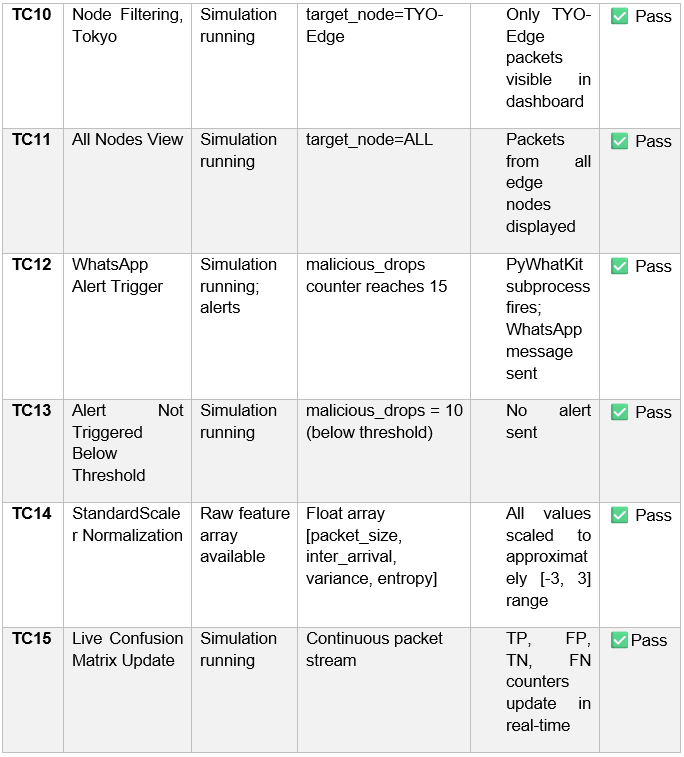 TC10 Node Filtering, Tokyo Simulation running target_node=TYO-Edge Only TYO-Edge packets visible in dashboard ✅ Pass
TC11 All Nodes View Simulation running target_node=ALL Packets from all edge nodes displayed ✅ Pass
TC12 WhatsApp Alert Trigger Simulation running; alerts malicious_drops counter reaches 15 PyWhatKit subprocess fires; WhatsApp message sent ✅ Pass
TC13 Alert Not Triggered Below Threshold Simulation running malicious_drops = 10 (below threshold) No alert sent ✅ Pass
TC14 StandardScaler Normalization Raw feature array available Float array [packet_size, inter_arrival, variance, entropy] All values scaled to approximately [-3, 3] range ✅ Pass
TC15 Live Confusion Matrix Update Simulation running Continuous packet stream TP, FP, TN, FN counters update in real-time ✅ Pass